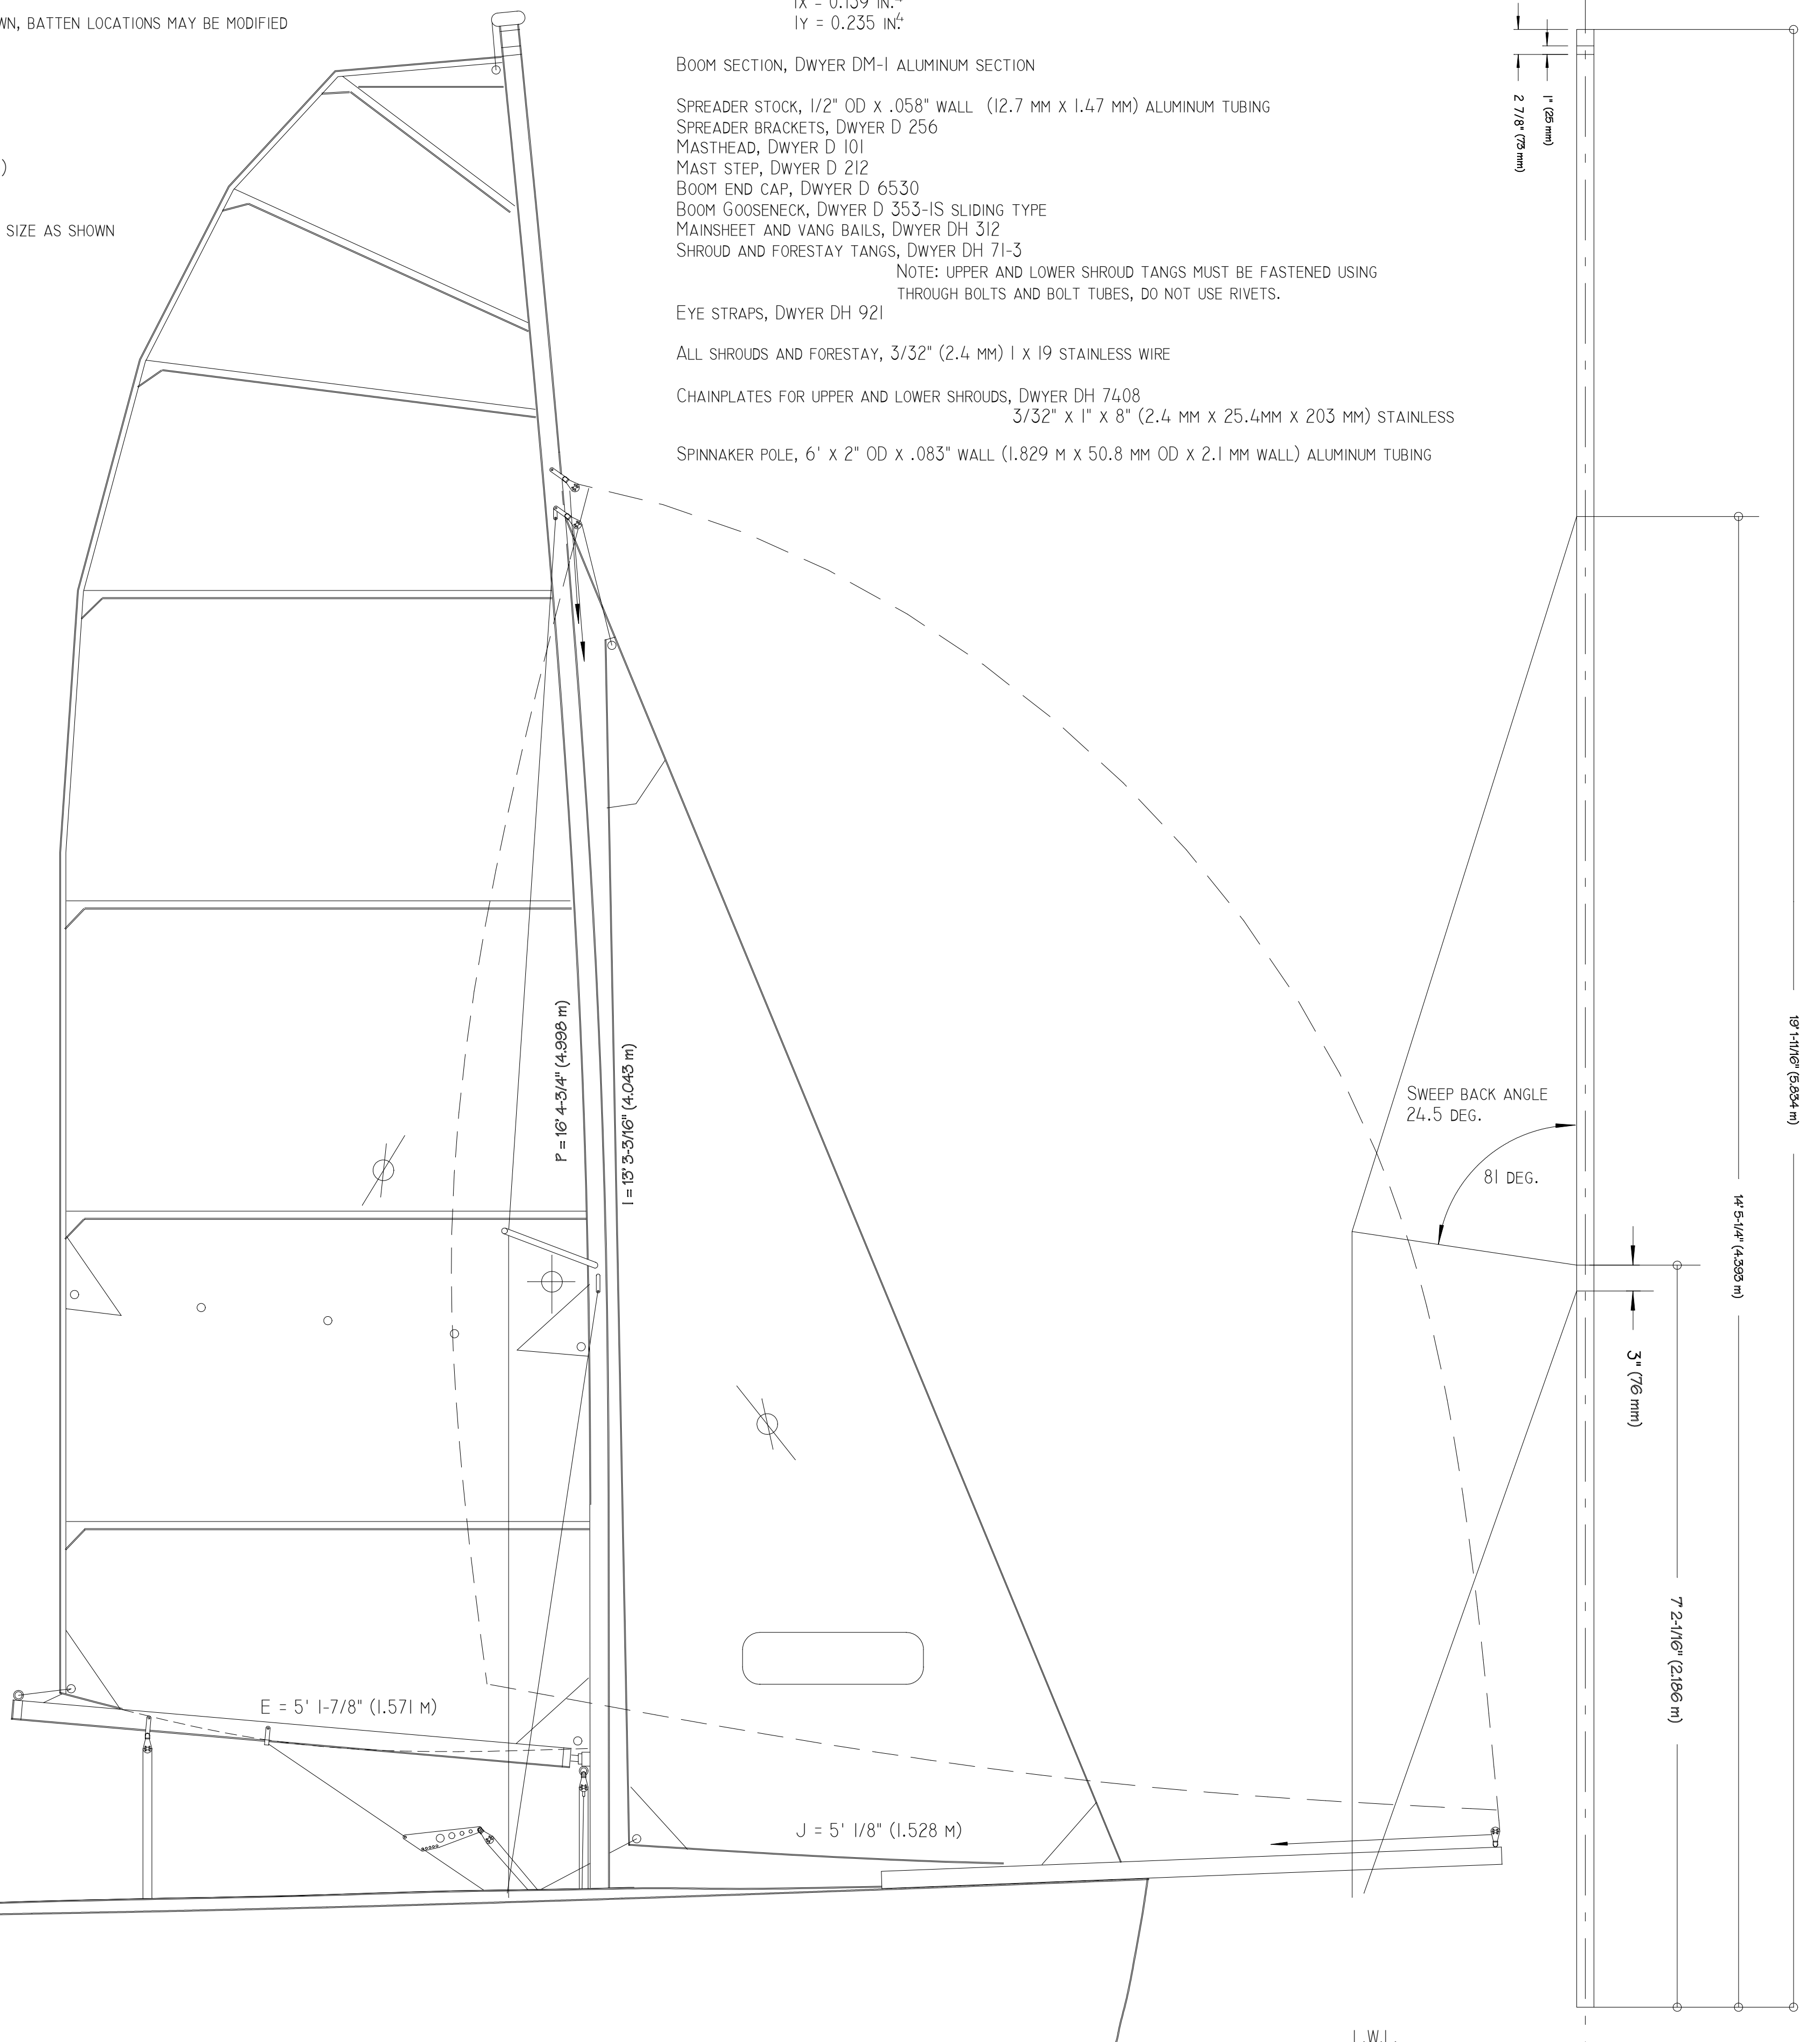 WN, BATTEN LOCATIONS MAY BE MODIFIED
)
SIZE AS SHOWN
IX = 0.139 IN.4
IY = 0.235 IN.4
BOOM SECTION, DWYER DM-1 ALUMINUM SECTION
SPREADER STOCK, 1/2" OD X .058" WALL (12.7 MM X 1.47 MM) ALUMINUM TUBING
SPREADER BRACKETS, DWYER D 256
MASTHEAD, DWYER D 101
MAST STEP, DWYER D 212
BOOM END CAP, DWYER D 6530
BOOM GOOSENECK, DWYER D 353-1S SLIDING TYPE
MAINSHEET AND VANG BAILS, DWYER DH 312
SHROUD AND FORESTAY TANGS, DWYER DH 71-3
NOTE: UPPER AND LOWER SHROUD TANGS MUST BE FASTENED USING
THROUGH BOLTS AND BOLT TUBES, DO NOT USE RIVETS.
EYE STRAPS, DWYER DH 921
ALL SHROUDS AND FORESTAY, 3/32" (2.4 MM) 1 X 19 STAINLESS WIRE
CHAINPLATES FOR UPPER AND LOWER SHROUDS, DWYER DH 7408
3/32" X 1" X 8" (2.4 MM X 25.4MM X 203 MM) STAINLESS
SPINNAKER POLE, 6' X 2" OD X .083" WALL (1.829 M X 50.8 MM OD X 2.1 MM WALL) ALUMINUM TUBING
2 7/8" (73 mm)
1" (25 mm)
P = 16' 4-3/4" (4.998 m)
I = 13' 3-3/16" (4.043 m)
SWEEP BACK ANGLE
24.5 DEG.
81 DEG.
19' 1-11/16" (5.834 m)
14' 5-1/4" (4.393 m)
3" (76 mm)
7' 2-1/16" (2.186 m)
E = 5' 1-7/8" (1.571 M)
J = 5' 1/8" (1.528 M)
L.W.L.